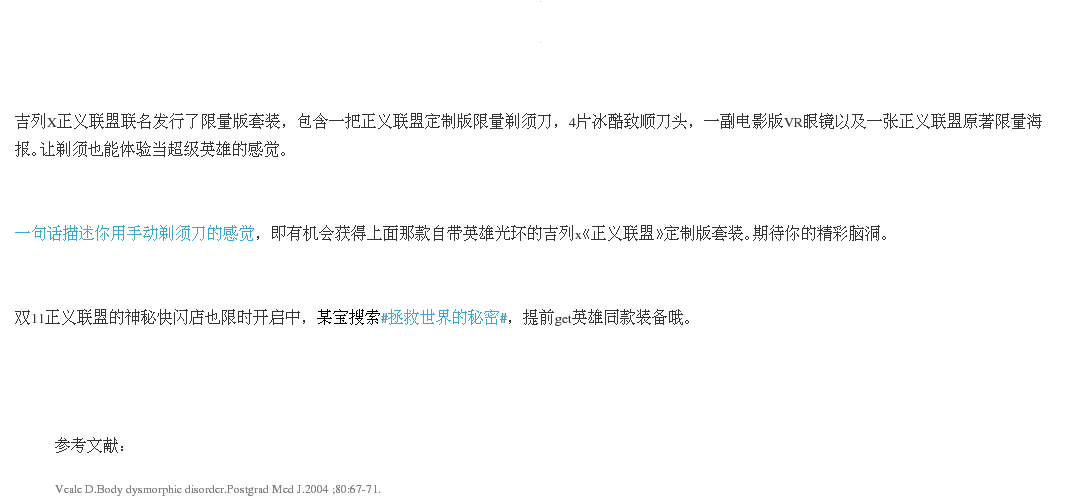 吉列X正义联盟联名发行了限量版套装，包含一把正义联盟定制版限量剃须刀，4片冰酷致顺刀头，一副电影版VR眼镜以及一张正义联盟原著限量海
报。让剃须也能体验当超级英雄的感觉。
一句话描述你用手动剃须刀的感觉，即有机会获得上面那款自带英雄光环的吉列x《正义联盟》定制版套装。期待你的精彩脑洞。
双11正义联盟的神秘快闪店也限时开启中，某宝搜索#拯救世界的秘密#，提前get英雄同款装备哦。
参考文献：
Veale D.Body dysmorphic disorder.Postgrad Med J.2004 ;80:67-71.